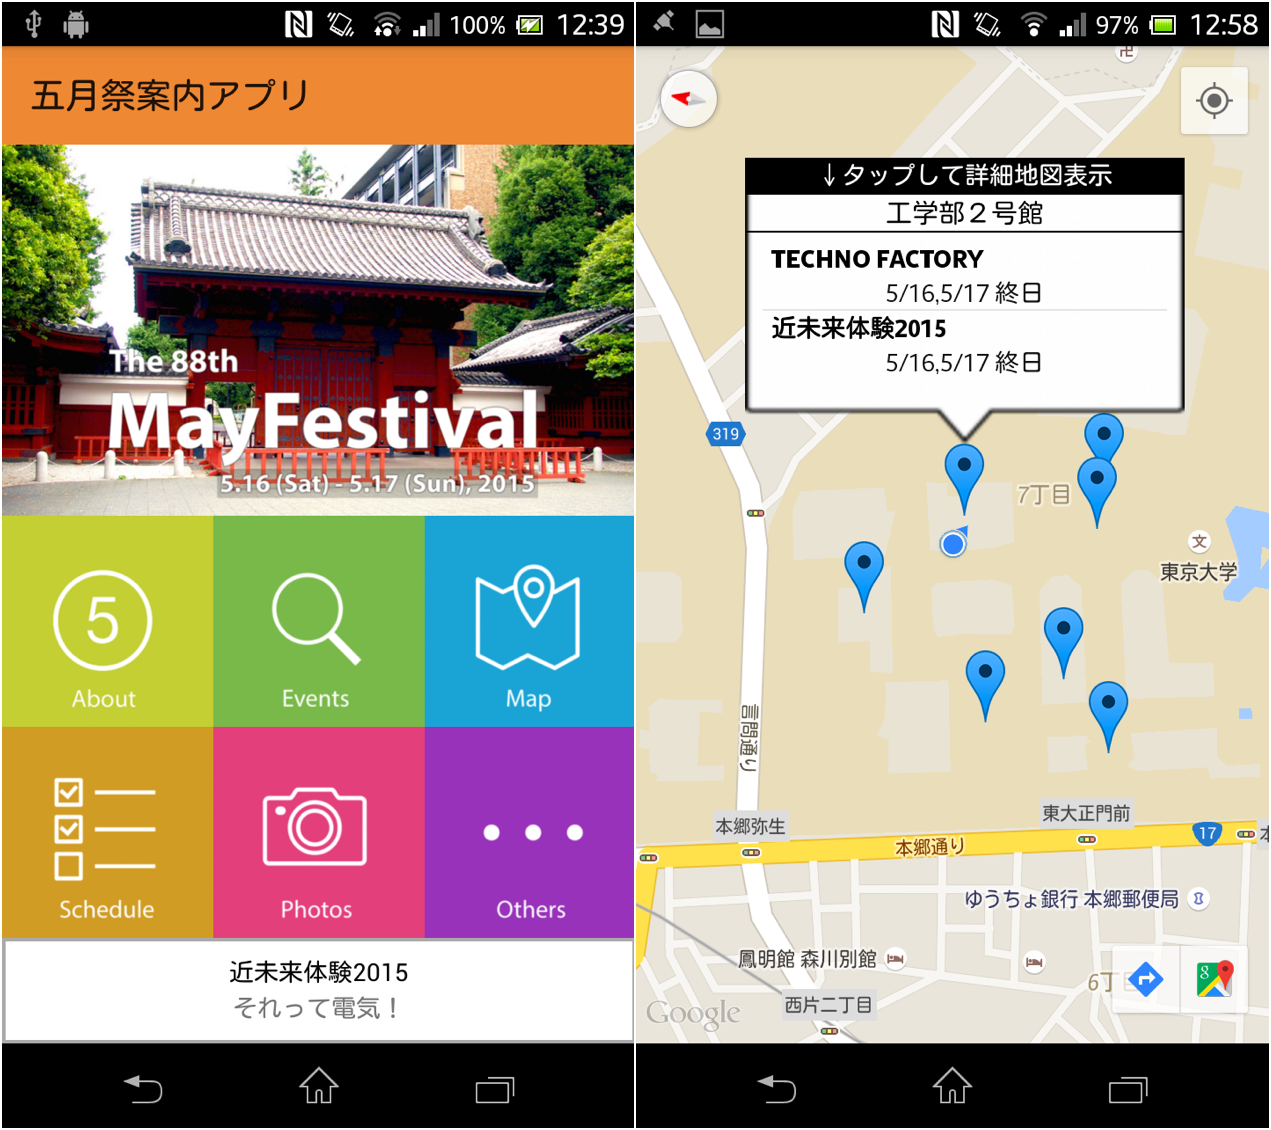 100% 12:39
五月祭案内アプリ
The 88th
MayFestival
5.16 (Sat) - 5.17 (Sun), 2015
5
About
Events
Map
Schedule
Photos
Others
近未来体験2015
それって電気！
97% 12:58
卍
↓タップして詳細地図表示
工学部２号館
TECHNO FACTORY
5/16,5/17 終日
近未来体験2015
5/16,5/17 終日
319
7丁目
文
東京大学
言問通り
本郷弥生
東大正門前
17
本
本郷通り
ゆうちょ銀行 本郷郵便局
鳳明館 森川別館
6丁
8
西片二丁目
Google